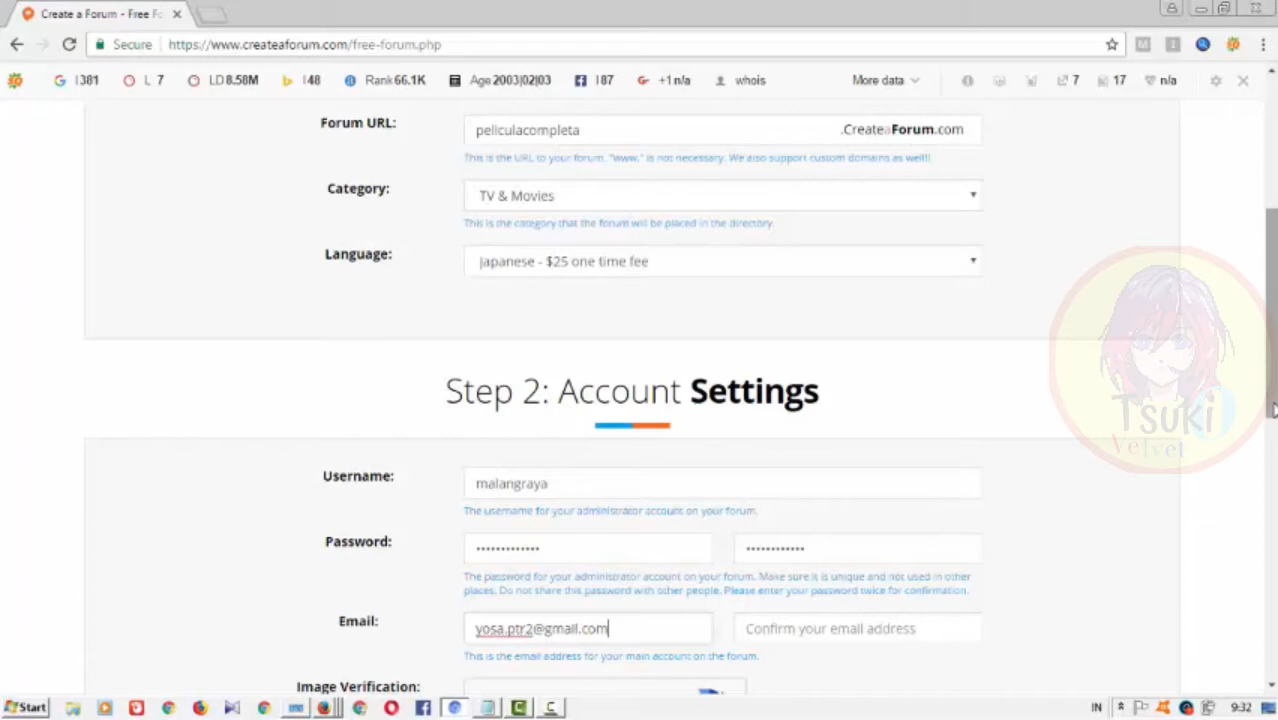 Create a Forum - Free Fo
Secure https://www.createaforum.com/free-forum.php
I 381 L 7 LD 8.58M I 48 Rank 66.1K Age 2003|02|03 I 87 +1 n/a whois More data 7 17 n/a
Forum URL: peliculacompleta .CreateaForum.com
This is the URL to your forum. "www." is not necessary. We also support custom domains as well!!
Category: TV & Movies
This is the category that the forum will be placed in the directory.
Language: Japanese - $25 one time fee
Step 2: Account Settings
Tsuki
Velvet
Username: malangraya
The username for your administrator account on your forum.
Password: ••••••••••••• ••••••••••••
The password for your administrator account on your forum. Make sure it is unique and not used in other
places. Do not share this password with other people. Please enter your password twice for confirmation.
Email: yosa.ptr2@gmail.com Confirm your email address
This is the email address for your main account on the forum.
Image Verification:
Start IN 9:32